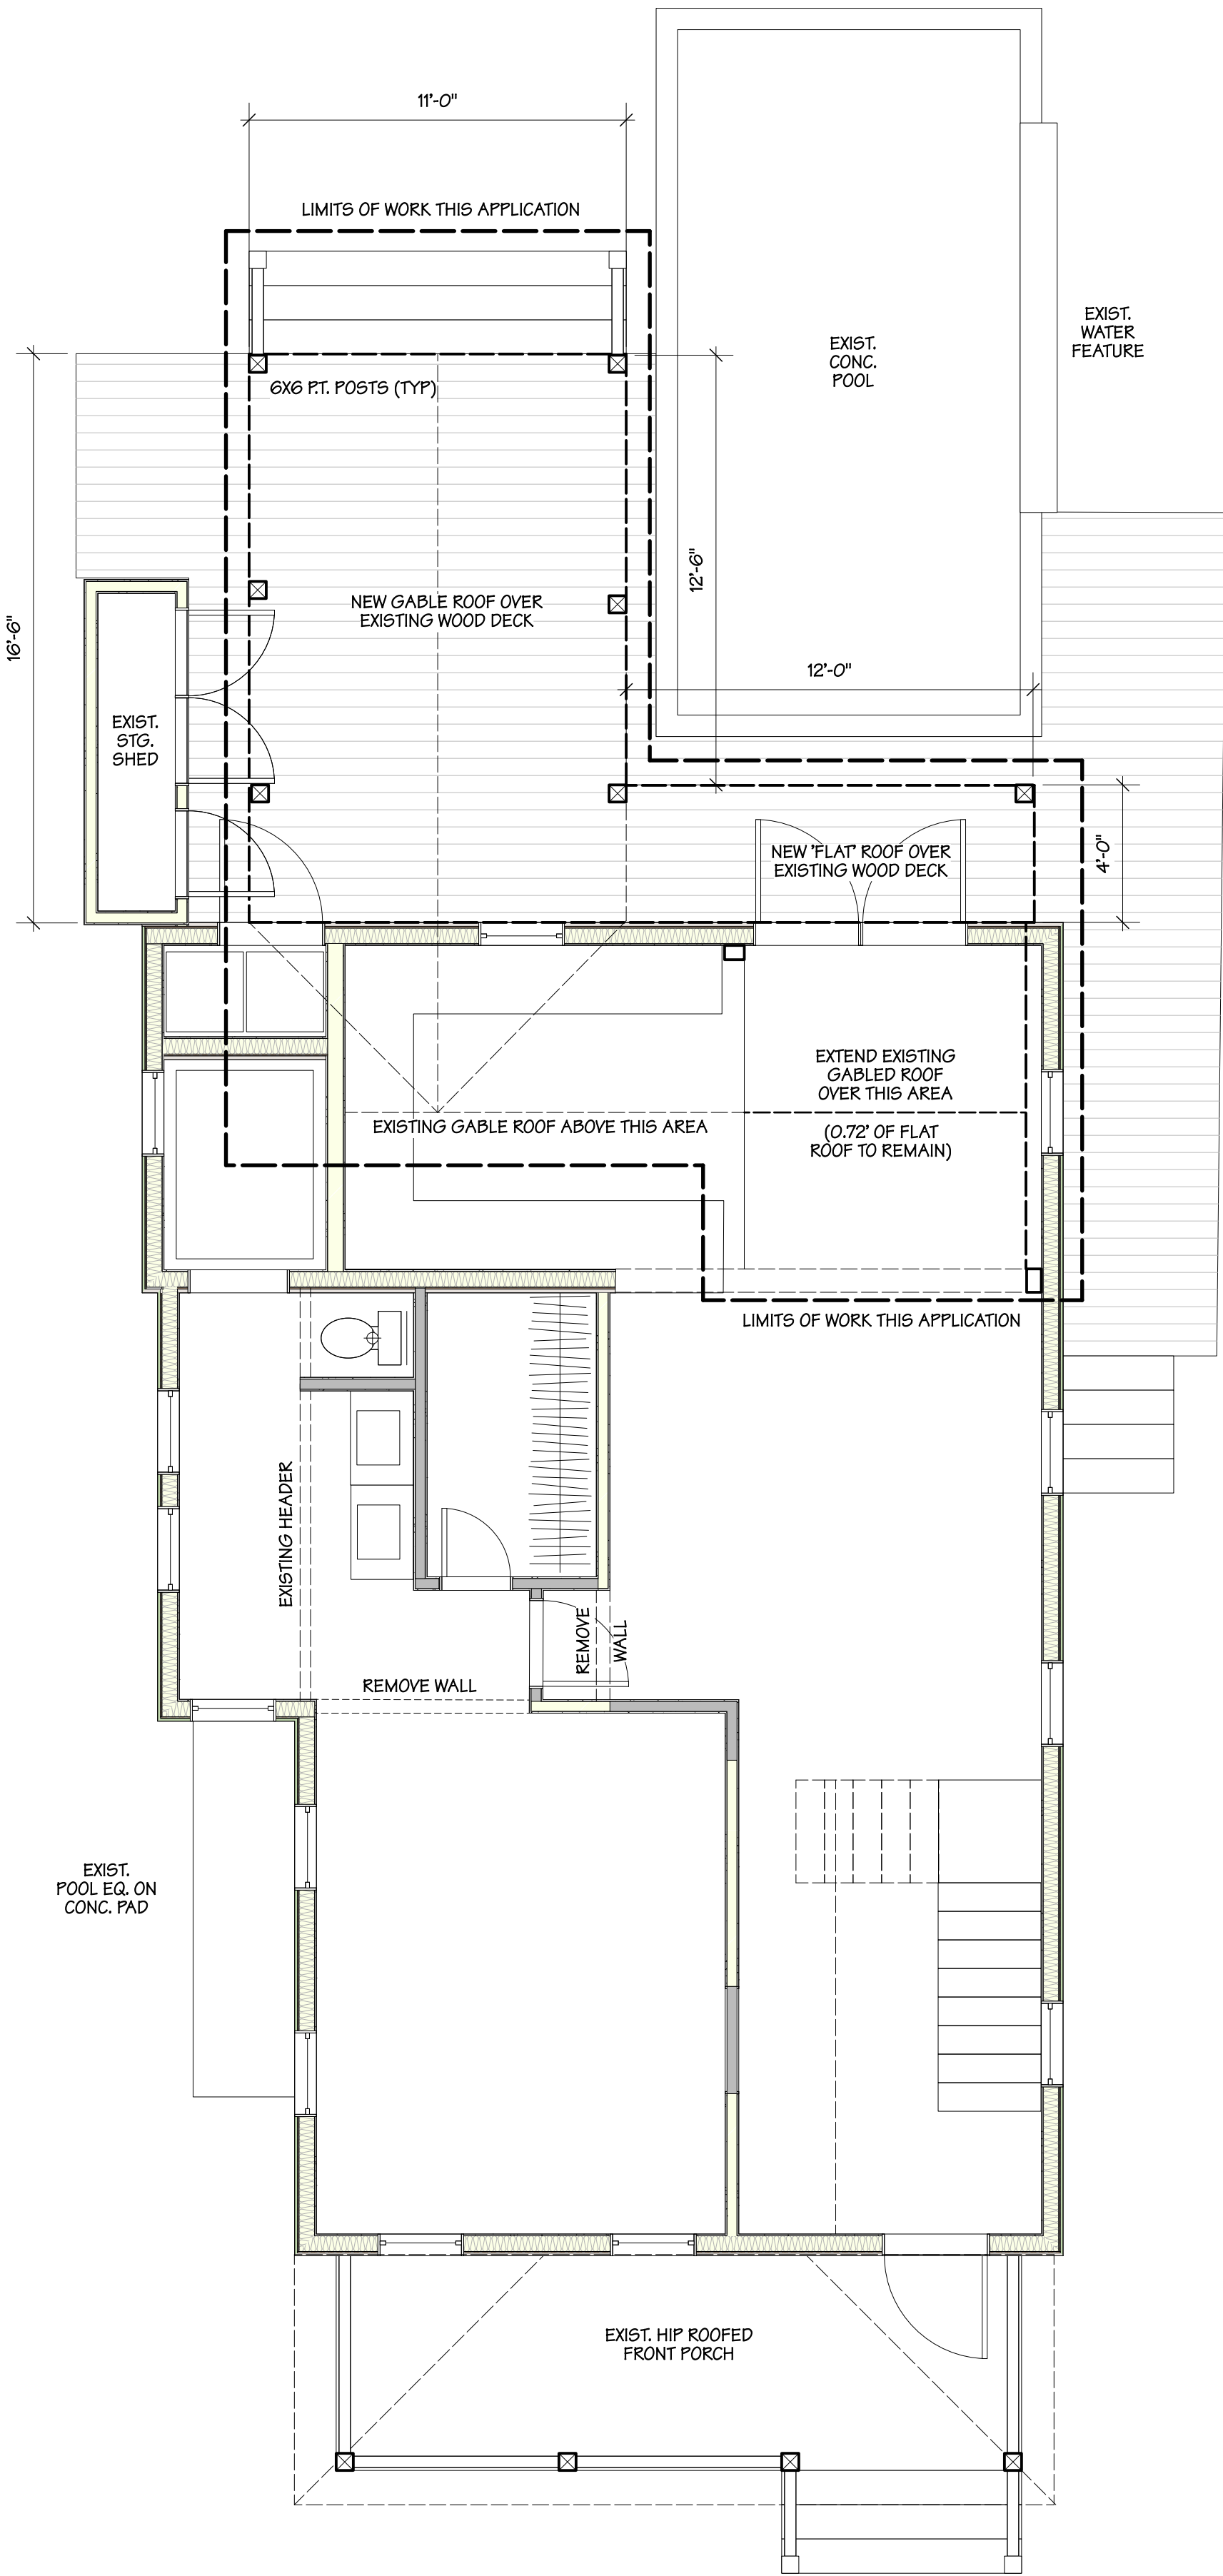 11'-0"
LIMITS OF WORK THIS APPLICATION
EXIST.
WATER
FEATURE
EXIST.
CONC.
POOL
6X6 P.T. POSTS (TYP)
12'-6"
NEW GABLE ROOF OVER
EXISTING WOOD DECK
16'-6"
12'-0"
EXIST.
STG.
SHED
4'-0"
NEW 'FLAT' ROOF OVER
EXISTING WOOD DECK
EXTEND EXISTING
GABLED ROOF
OVER THIS AREA
(0.72' OF FLAT
ROOF TO REMAIN)
EXISTING GABLE ROOF ABOVE THIS AREA
LIMITS OF WORK THIS APPLICATION
EXISTING HEADER
REMOVE
WALL
REMOVE WALL
EXIST.
POOL EQ. ON
CONC. PAD
EXIST. HIP ROOFED
FRONT PORCH